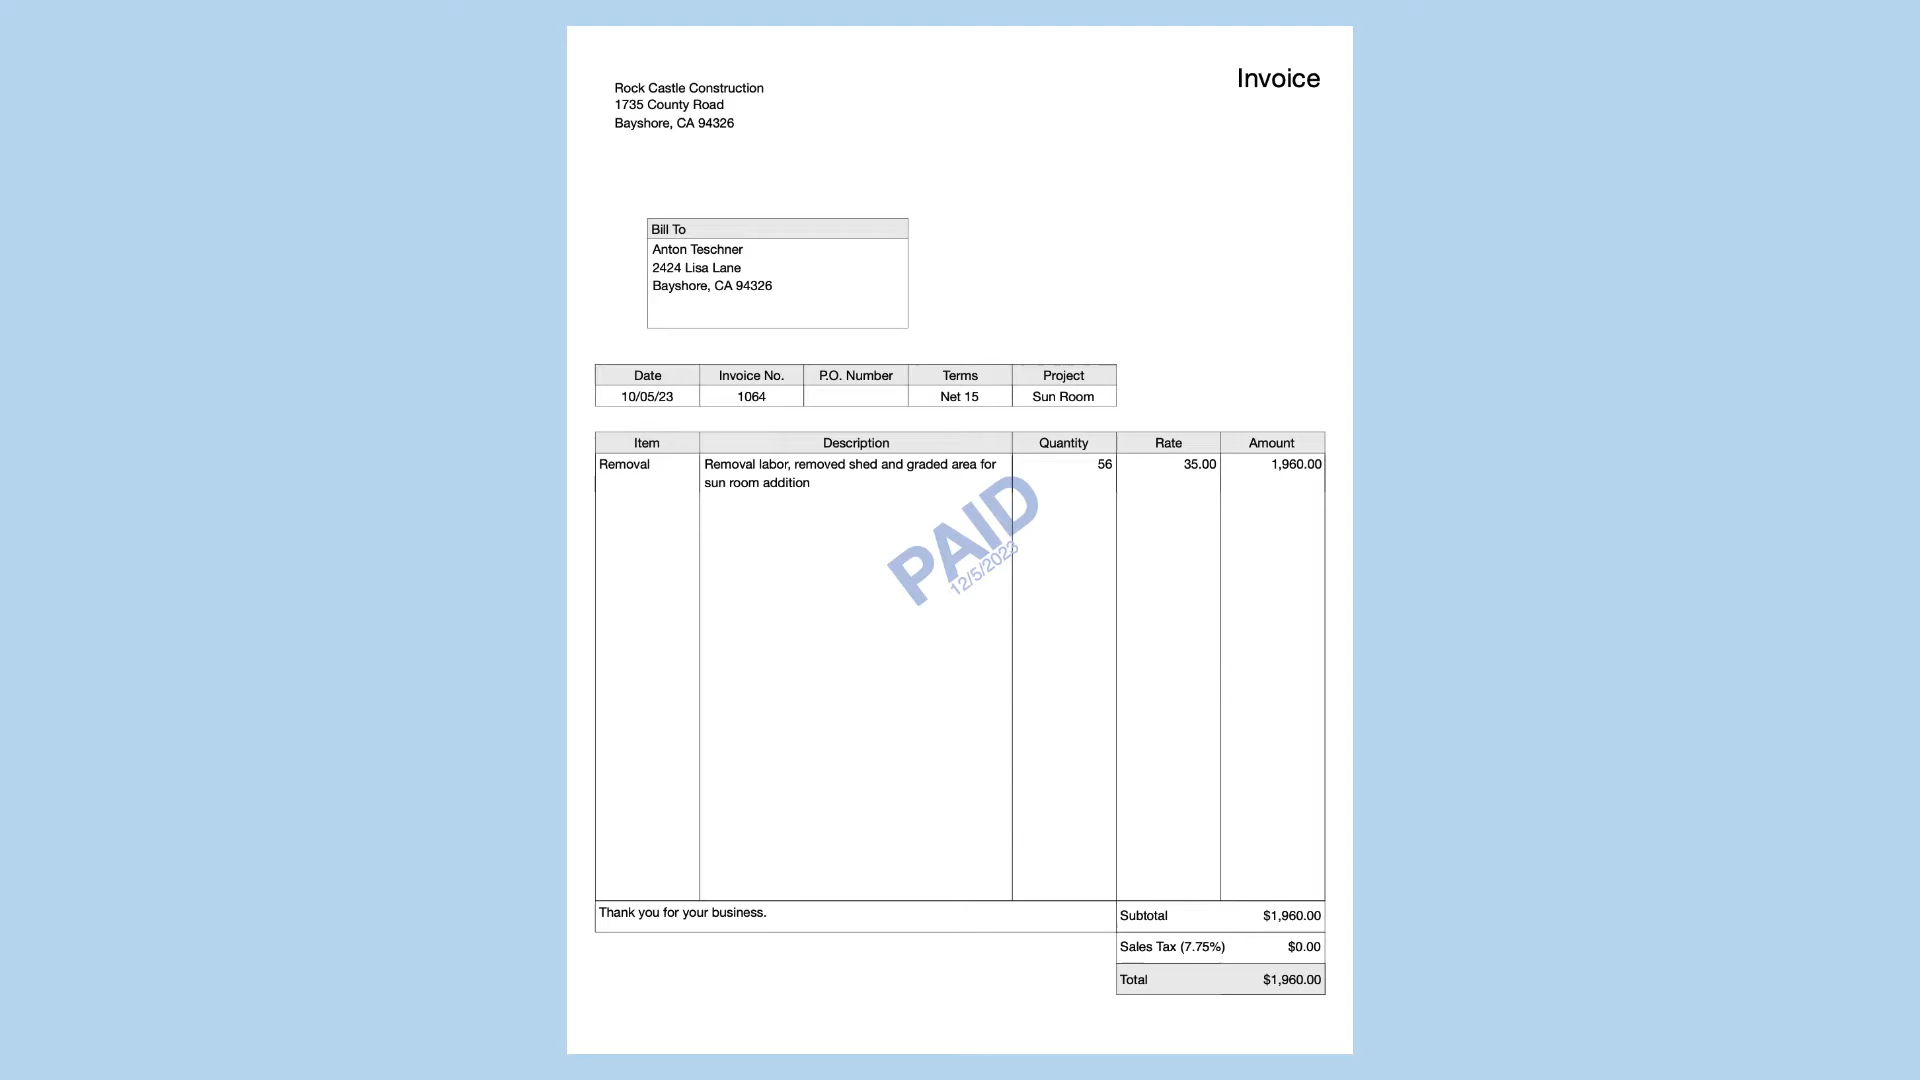 Invoice
Rock Castle Construction
1735 County Road
Bayshore, CA 94326
Bill To
Anton Teschner
2424 Lisa Lane
Bayshore, CA 94326
Date Invoice No. P.O. Number Terms Project
10/05/23 1064 Net 15 Sun Room
Item Description Quantity Rate Amount
Removal Removal labor, removed shed and graded area for 56 35.00 1,960.00
sun room addition
PAID
12/5/2023
Thank you for your business.
Subtotal $1,960.00
Sales Tax (7.75%) $0.00
Total $1,960.00